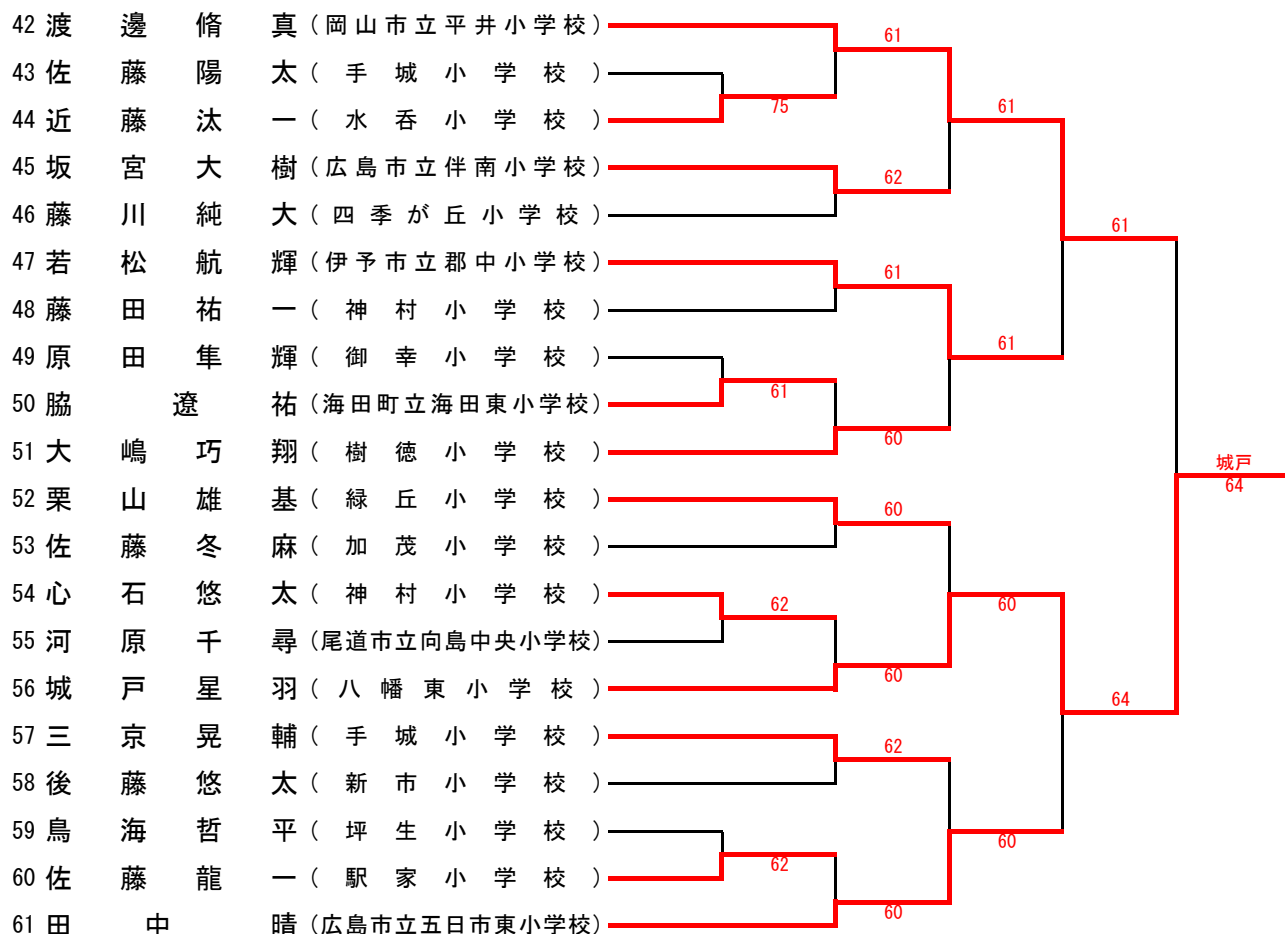 42 渡邊脩真(岡山市立平井小学校)
61
43 佐藤陽太(手城小学校)
75
61
44 近藤汰一(水呑小学校)
45 坂宮大樹(広島市立伴南小学校)
62
46 藤川純大(四季が丘小学校)
61
47 若松航輝(伊予市立郡中小学校)
61
48 藤田祐一(神村小学校)
61
49 原田隼輝(御幸小学校)
61
50 脇遼祐(海田町立海田東小学校)
60
51 大嶋巧翔(樹徳小学校)
城戸
64
52 栗山雄基(緑丘小学校)
60
53 佐藤冬麻(加茂小学校)
54 心石悠太(神村小学校)
62
60
55 河原千尋(尾道市立向島中央小学校)
60
56 城戸星羽(八幡東小学校)
64
57 三京晃輔(手城小学校)
62
58 後藤悠太(新市小学校)
59 鳥海哲平(坪生小学校)
60
62
60 佐藤龍一(駅家小学校)
60
61 田中晴(広島市立五日市東小学校)